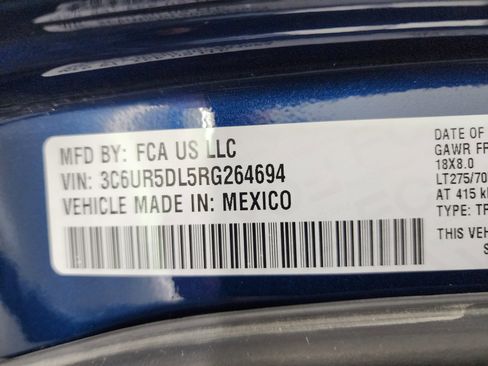 MFD BY: FCA US LLC
VIN: 3C6UR5DL5RG264694
VEHICLE MADE IN: MEXICO
DATE OF
GAWR FR
18X8.0
LT275/70
AT 415 k
TYPE: TR
THIS VEH
S